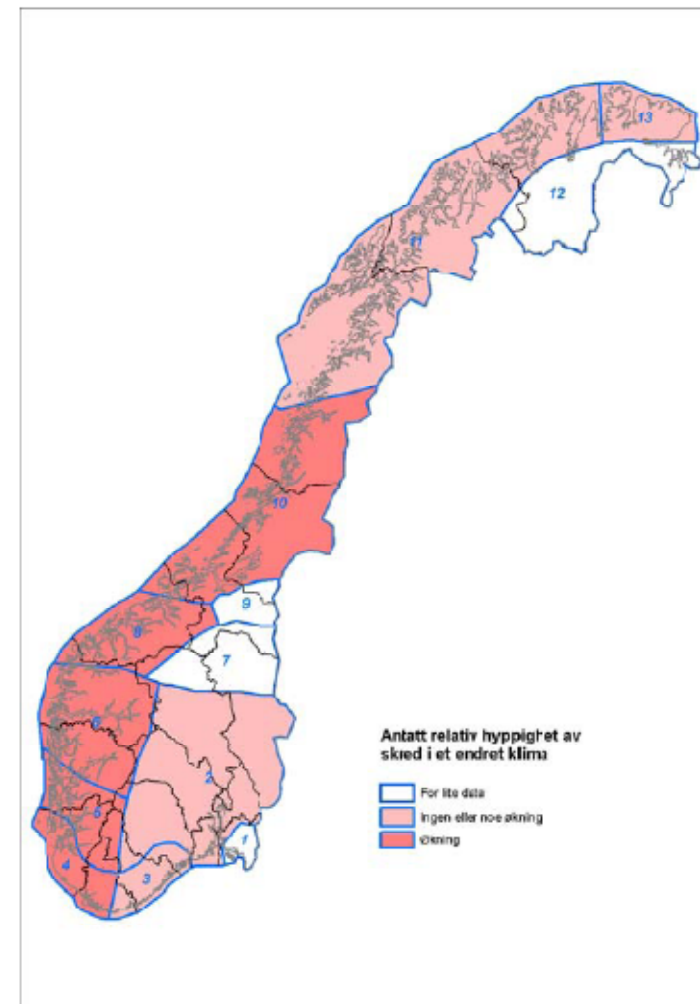 13
12
11
10
9
8
7
6
2
5
1
4
3
Antatt relativ hyppighet av
skred i et endret klima
For lite data
Ingen eller noe økning
Økning